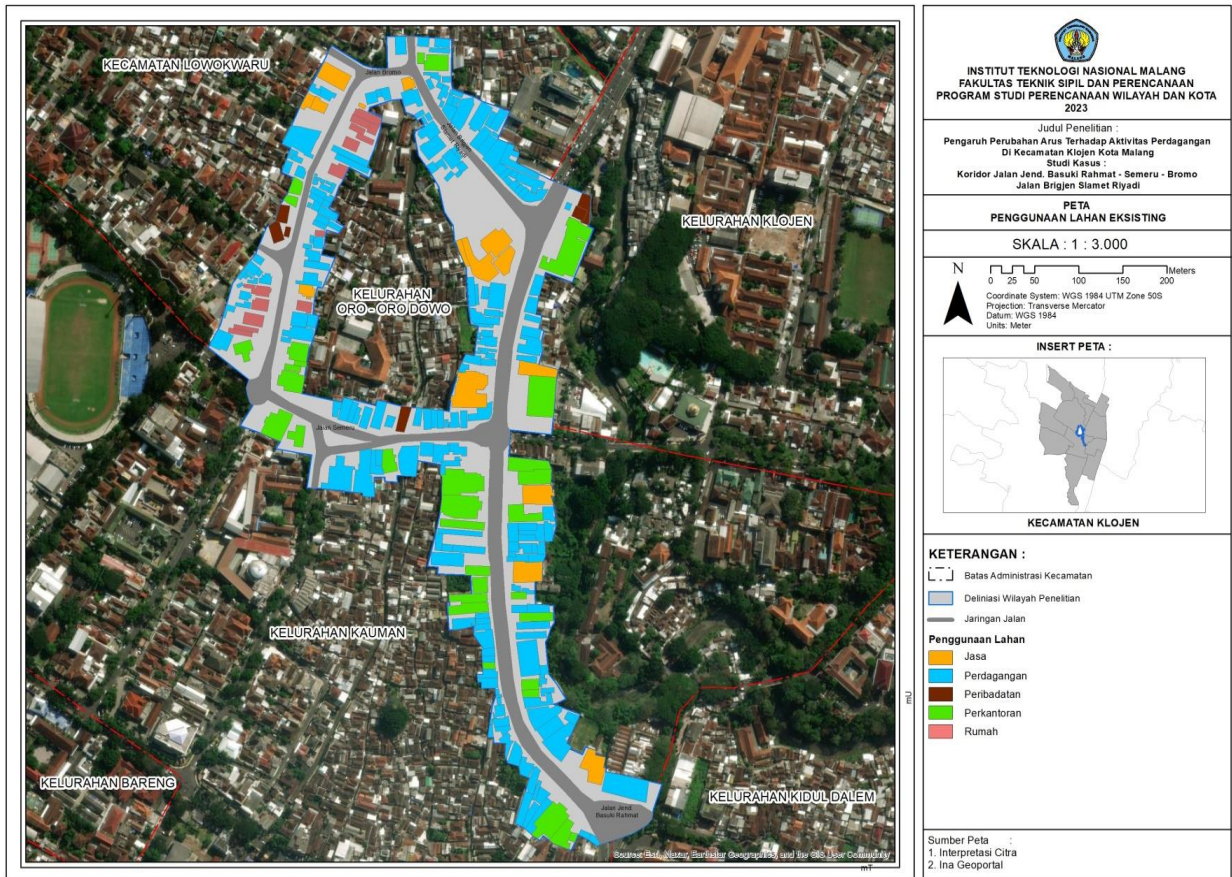 KECAMATAN LOWOKWARU
Jalan Bromo
KELURAHAN KLOJEN
KELURAHAN
ORO - ORO DOWO
Jalan Semeru
KELURAHAN KAUMAN
KELURAHAN BARENG
KELURAHAN KIDUL DALEM
Jalan Jend.
Basuki Rahmat
Source: Esri, Maxar, Earthstar Geographics, and the GIS User Community
mU
mT
INSTITUT TEKNOLOGI NASIONAL MALANG
FAKULTAS TEKNIK SIPIL DAN PERENCANAAN
PROGRAM STUDI PERENCANAAN WILAYAH DAN KOTA
2023
Judul Penelitian :
Pengaruh Perubahan Arus Terhadap Aktivitas Perdagangan
Di Kecamatan Klojen Kota Malang
Studi Kasus :
Koridor Jalan Jend. Basuki Rahmat - Semeru - Bromo
Jalan Brigjen Slamet Riyadi
PETA
PENGGUNAAN LAHAN EKSISTING
SKALA : 1 : 3.000
N
0 25 50 100 150 200 Meters
Coordinate System: WGS 1984 UTM Zone 50S
Projection: Transverse Mercator
Datum: WGS 1984
Units: Meter
INSERT PETA :
KECAMATAN KLOJEN
KETERANGAN :
Batas Administrasi Kecamatan
Deliniasi Wilayah Penelitian
Jaringan Jalan
Penggunaan Lahan
Jasa
Perdagangan
Peribadatan
Perkantoran
Rumah
Sumber Peta :
1. Interpretasi Citra
2. Ina Geoportal